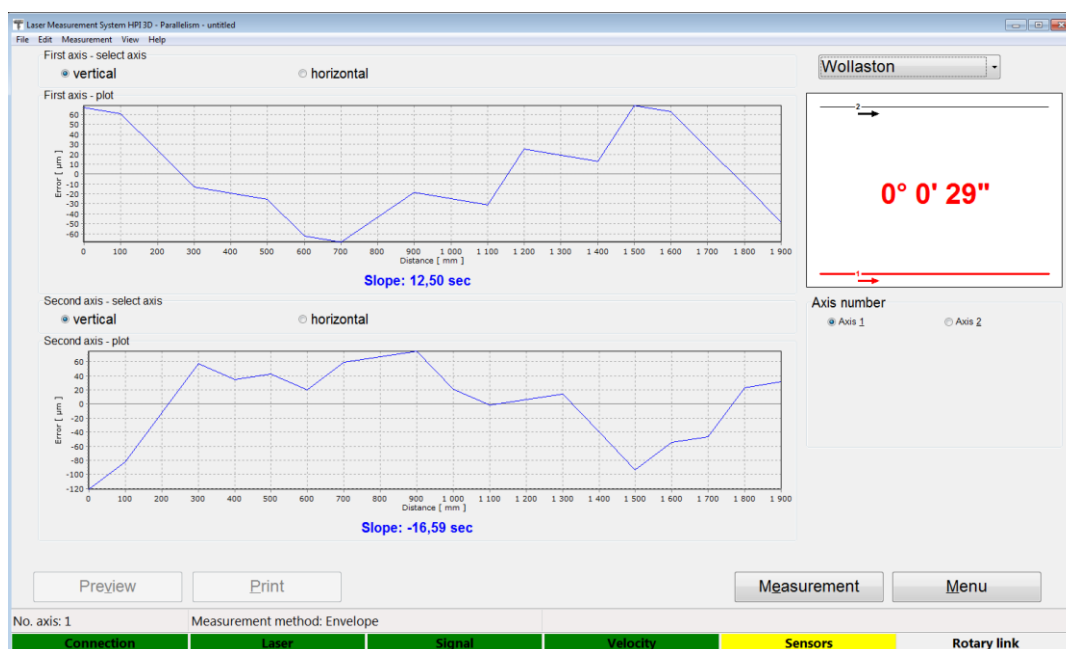 Laser Measurement System HPI 3D - Parallelism - untitled
File Edit Measurement View Help
First axis - select axis
vertical horizontal
Wollaston
First axis - plot
60
50
40
30
20
10
0
-10
-20
-30
-40
-50
-60
Error [ µm ]
0 100 200 300 400 500 600 700 800 900 1 000 1 100 1 200 1 300 1 400 1 500 1 600 1 700 1 800 1 900
Distance [ mm ]
Slope: 12,50 sec
2
0° 0' 29"
1
Second axis - select axis
vertical horizontal
Axis number
Axis 1 Axis 2
Second axis - plot
60
40
20
0
-20
-40
-60
-80
-100
-120
Error [ µm ]
0 100 200 300 400 500 600 700 800 900 1 000 1 100 1 200 1 300 1 400 1 500 1 600 1 700 1 800 1 900
Distance [ mm ]
Slope: -16,59 sec
Preview Print Measurement Menu
No. axis: 1 Measurement method: Envelope
Connection Laser Signal Velocity Sensors Rotary link